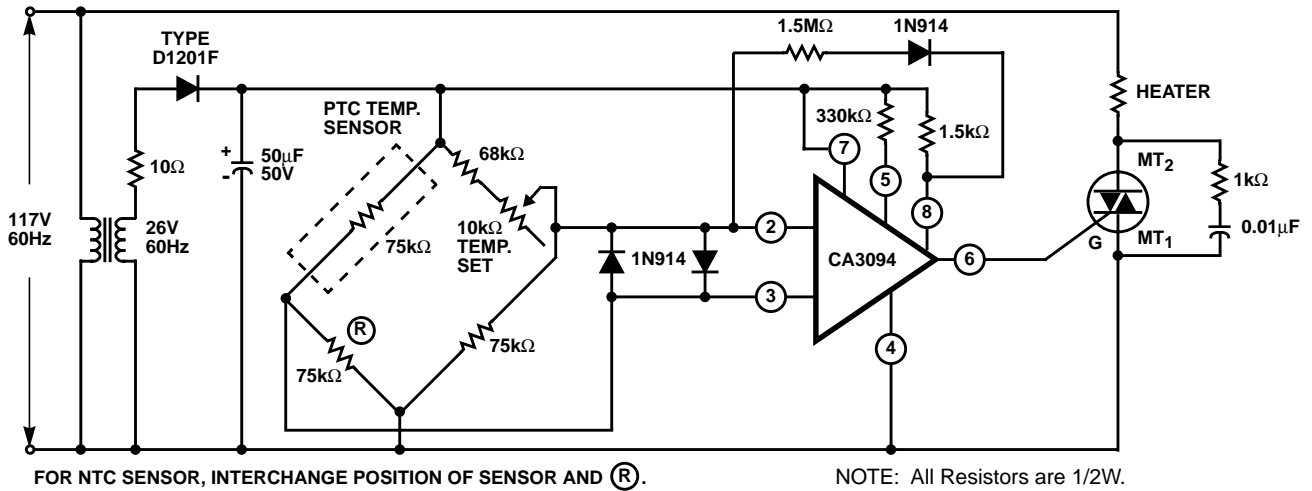 117V
60Hz
TYPE
D1201F
10Ω
26V
60Hz
+
-
50μF
50V
PTC TEMP.
SENSOR
75kΩ
68kΩ
10kΩ
TEMP.
SET
R
75kΩ
75kΩ
1N914
1.5MΩ
1N914
330kΩ
1.5kΩ
7
5
8
2
3
CA3094
6
4
HEATER
MT2
MT1
G
1kΩ
0.01μF
FOR NTC SENSOR, INTERCHANGE POSITION OF SENSOR AND R.
NOTE: All Resistors are 1/2W.